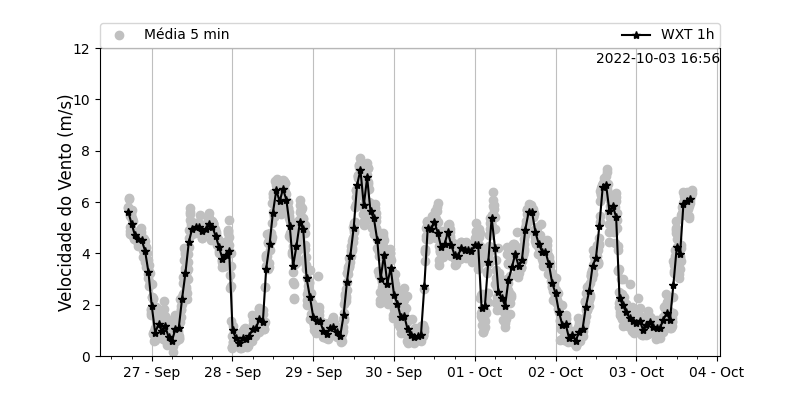 Média 5 min
WXT 1h
2022-10-03 16:56
Velocidade do Vento (m/s)
12
10
8
6
4
2
0
27 - Sep
28 - Sep
29 - Sep
30 - Sep
01 - Oct
02 - Oct
03 - Oct
04 - Oct